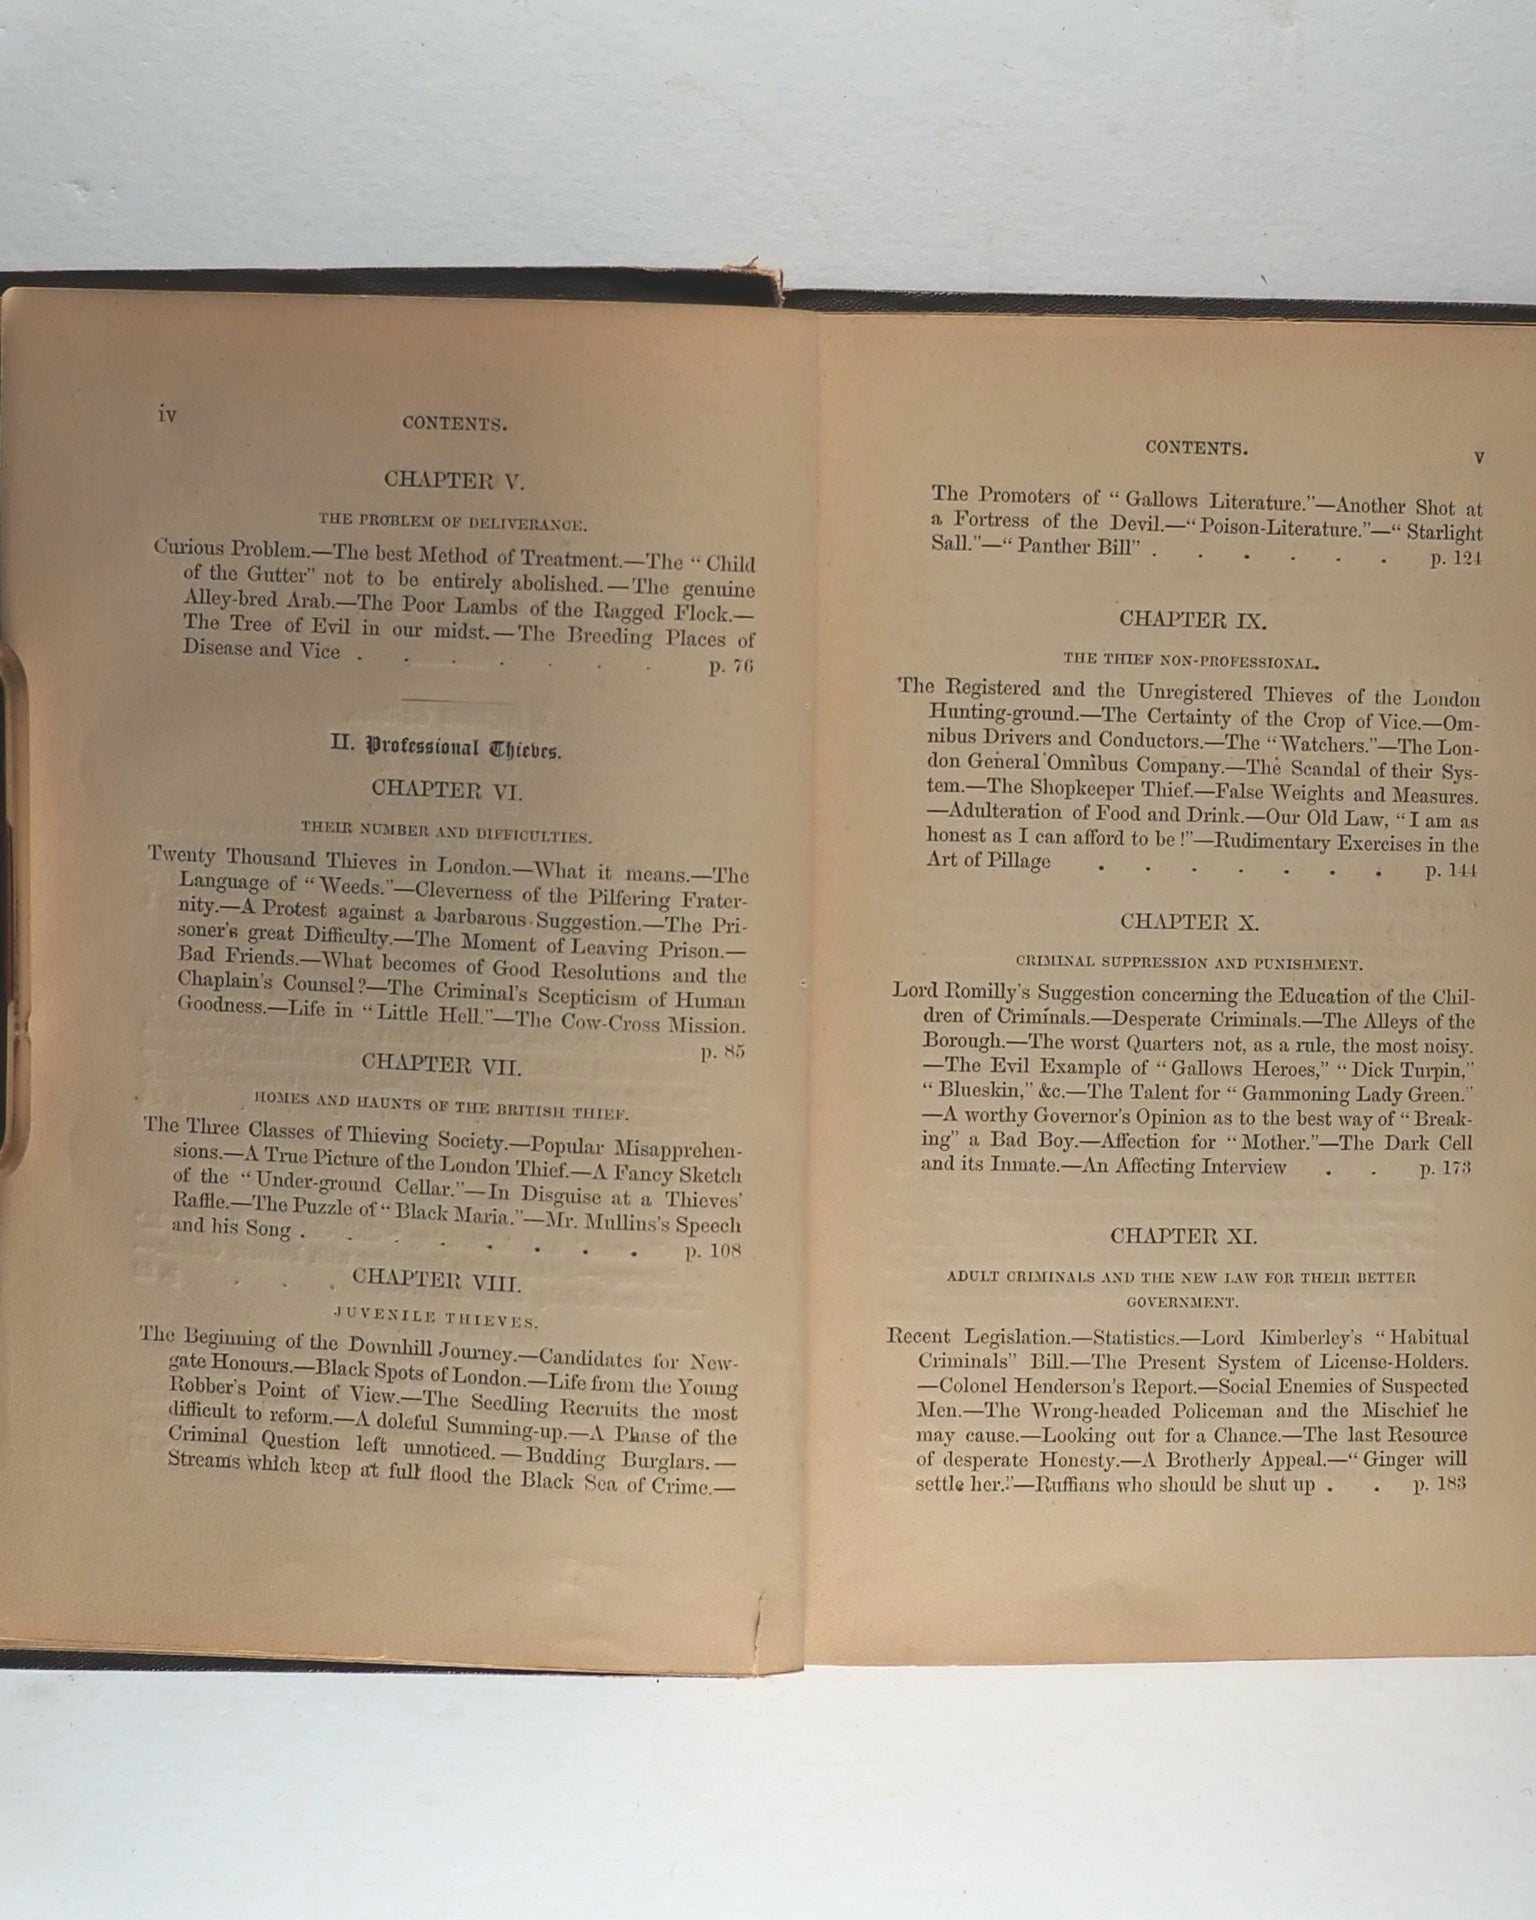 iv
CONTENTS.
CHAPTER V.
THE PROBLEM OF DELIVERANCE.
Curious Problem.—The best Method of Treatment.—The “Child
of the Gutter” not to be entirely abolished.—The genuine
Alley-bred Arab.—The Poor Lambs of the Ragged Flock.—
The Tree of Evil in our midst.—The Breeding Places of
Disease and Vice . . . . . . . p. 76
II. Professional Thieves.
CHAPTER VI.
THEIR NUMBER AND DIFFICULTIES.
Twenty Thousand Thieves in London.—What it means.—The
Language of “Weeds.”—Cleverness of the Pilfering Frater-
nity.—A Protest against a barbarous Suggestion.—The Pri-
soner's great Difficulty.—The Moment of Leaving Prison.—
Bad Friends.—What becomes of Good Resolutions and the
Chaplain's Counsel?—The Criminal's Scepticism of Human
Goodness.—Life in “Little Hell.”—The Cow-Cross Mission.
p. 85
CHAPTER VII.
HOMES AND HAUNTS OF THE BRITISH THIEF.
The Three Classes of Thieving Society.—Popular Misapprehen-
sions.—A True Picture of the London Thief.—A Fancy Sketch
of the “Under-ground Cellar.”—In Disguise at a Thieves'
Raffle.—The Puzzle of “Black Maria.”—Mr. Mullins's Speech
and his Song . . . . . . . . p. 108
CHAPTER VIII.
JUVENILE THIEVES.
The Beginning of the Downhill Journey.—Candidates for New-
gate Honours.—Black Spots of London.—Life from the Young
Robber's Point of View.—The Seedling Recruits the most
difficult to reform.—A doleful Summing-up.—A Phase of the
Criminal Question left unnoticed.—Budding Burglars.—
Streams which keep at full flood the Black Sea of Crime.—
CONTENTS.
v
The Promoters of “Gallows Literature.”—Another Shot at
a Fortress of the Devil.—“Poison-Literature.”—“Starlight
Sall.”—“Panther Bill” . . . . . . p. 124
CHAPTER IX.
THE THIEF NON-PROFESSIONAL.
The Registered and the Unregistered Thieves of the London
Hunting-ground.—The Certainty of the Crop of Vice.—Om-
nibus Drivers and Conductors.—The “Watchers.”—The Lon-
don General Omnibus Company.—The Scandal of their Sys-
tem.—The Shopkeeper Thief.—False Weights and Measures.
—Adulteration of Food and Drink.—Our Old Law, “I am as
honest as I can afford to be!”—Rudimentary Exercises in the
Art of Pillage . . . . . . . p. 144
CHAPTER X.
CRIMINAL SUPPRESSION AND PUNISHMENT.
Lord Romilly's Suggestion concerning the Education of the Chil-
dren of Criminals.—Desperate Criminals.—The Alleys of the
Borough.—The worst Quarters not, as a rule, the most noisy.
—The Evil Example of “Gallows Heroes,” “Dick Turpin,”
“Blueskin,” &c.—The Talent for “Gammoning Lady Green.”
—A worthy Governor's Opinion as to the best way of “Break-
ing” a Bad Boy.—Affection for “Mother.”—The Dark Cell
and its Inmate.—An Affecting Interview . . p. 173
CHAPTER XI.
ADULT CRIMINALS AND THE NEW LAW FOR THEIR BETTER
GOVERNMENT.
Recent Legislation.—Statistics.—Lord Kimberley's “Habitual
Criminals” Bill.—The Present System of License-Holders.
—Colonel Henderson's Report.—Social Enemies of Suspected
Men.—The Wrong-headed Policeman and the Mischief he
may cause.—Looking out for a Chance.—The last Resource
of desperate Honesty.—A Brotherly Appeal.—“Ginger will
settle her.”—Ruffians who should be shut up . . p. 183